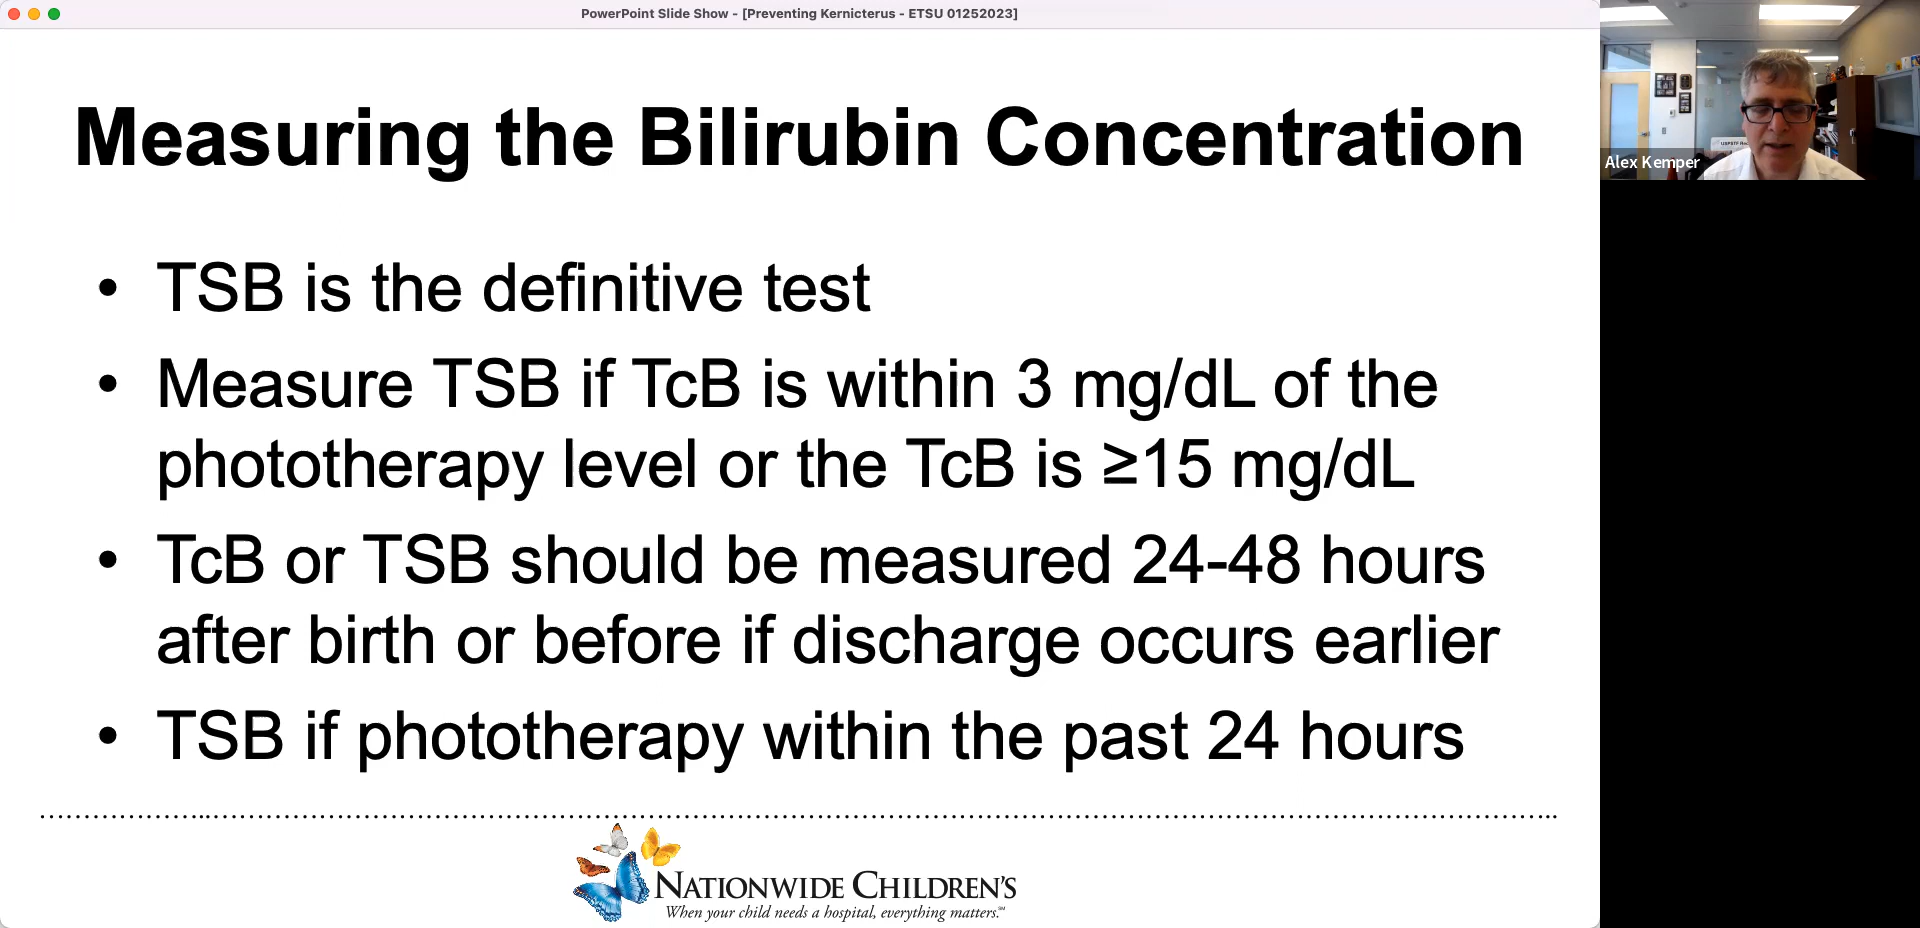 PowerPoint Slide Show - [Preventing Kernicterus - ETSU 01252023]
Measuring the Bilirubin Concentration
• TSB is the definitive test
• Measure TSB if TcB is within 3 mg/dL of the
phototherapy level or the TcB is ≥15 mg/dL
• TcB or TSB should be measured 24-48 hours
after birth or before if discharge occurs earlier
• TSB if phototherapy within the past 24 hours
NATIONWIDE CHILDREN'S
When your child needs a hospital, everything matters.℠
Alex Kemper